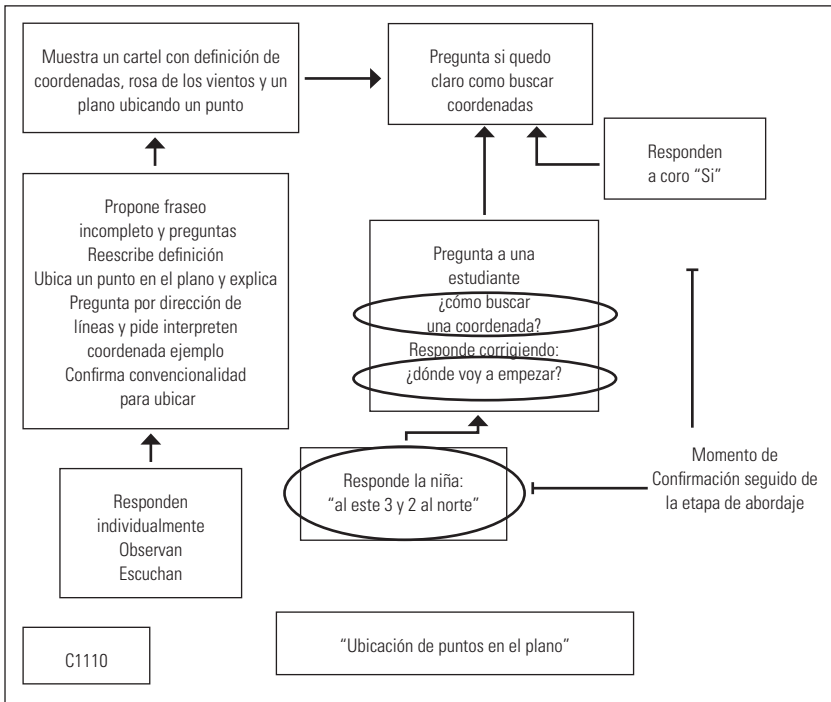 Muestra un cartel con definición de
coordenadas, rosa de los vientos y un
plano ubicando un punto
Pregunta si quedo
claro como buscar
coordenadas
Responden
a coro “Si”
Propone fraseo
incompleto y preguntas
Reescribe definición
Ubica un punto en el plano y explica
Pregunta por dirección de
líneas y pide interpreten
coordenada ejemplo
Confirma convencionalidad
para ubicar
Pregunta a una
estudiante
¿cómo buscar
una coordenada?
Responde corrigiendo:
¿dónde voy a empezar?
Responden
individualmente
Observan
Escuchan
Responde la niña:
“al este 3 y 2 al norte”
Momento de
Confirmación seguido de
la etapa de abordaje
C1110
“Ubicación de puntos en el plano”